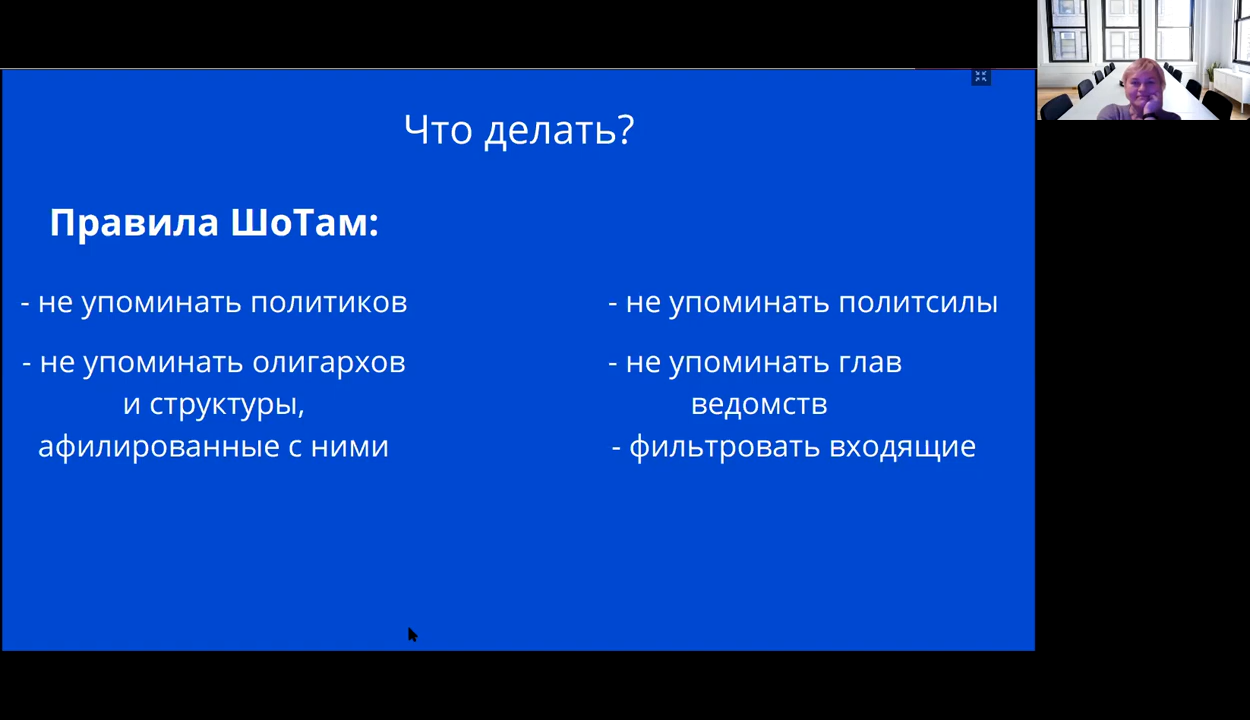 Что делать?
Правила ШоТам:
- не упоминать политиков
- не упоминать олигархов
и структуры,
афилированные с ними
- не упоминать политсилы
- не упоминать глав
ведомств
- фильтровать входящие